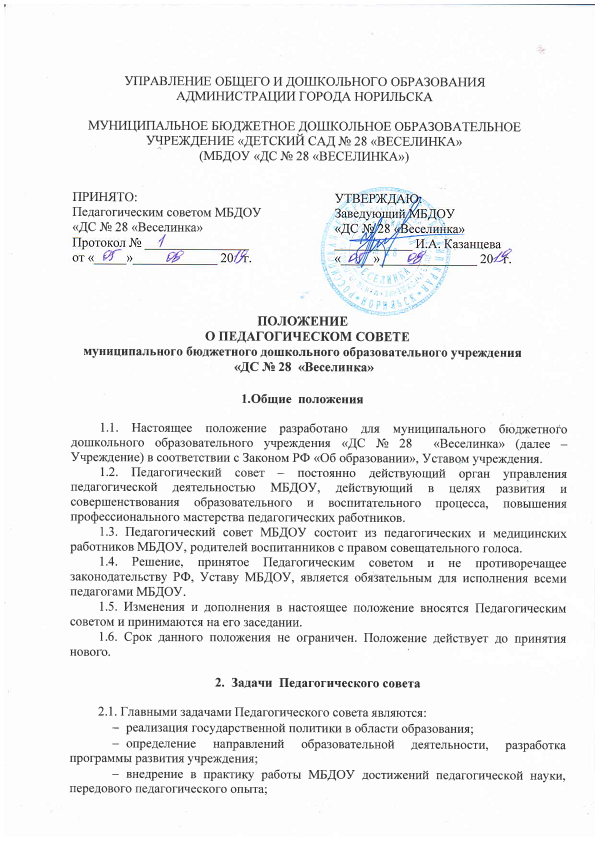 УПРАВЛЕНИЕ ОБЩЕГО И ДОШКОЛЬНОГО ОБРАЗОВАНИЯ
АДМИНИСТРАЦИИ ГОРОДА НОРИЛЬСКА
МУНИЦИПАЛЬНОЕ БЮДЖЕТНОЕ ДОШКОЛЬНОЕ ОБРАЗОВАТЕЛЬНОЕ
УЧРЕЖДЕНИЕ «ДЕТСКИЙ САД № 28 «ВЕСЕЛИНКА»
(МБДОУ «ДС № 28 «ВЕСЕЛИНКА»)
ПРИНЯТО:
Педагогическим советом МБДОУ
«ДС № 28 «Веселинка»
Протокол № 1
от « » 08 20 г.
УТВЕРЖДАЮ:
Заведующий МБДОУ
«ДС № 28 «Веселинка»
И.А. Казанцева
« » 08 20 г.
ВЕСЕЛИНКА
НОРИЛЬСК
ПОЛОЖЕНИЕ
О ПЕДАГОГИЧЕСКОМ СОВЕТЕ
муниципального бюджетного дошкольного образовательного учреждения
«ДС № 28 «Веселинка»
1.Общие положения
1.1. Настоящее положение разработано для муниципального бюджетного
дошкольного образовательного учреждения «ДС № 28 «Веселинка» (далее –
Учреждение) в соответствии с Законом РФ «Об образовании», Уставом учреждения.
1.2. Педагогический совет – постоянно действующий орган управления
педагогической деятельностью МБДОУ, действующий в целях развития и
совершенствования образовательного и воспитательного процесса, повышения
профессионального мастерства педагогических работников.
1.3. Педагогический совет МБДОУ состоит из педагогических и медицинских
работников МБДОУ, родителей воспитанников с правом совещательного голоса.
1.4. Решение, принятое Педагогическим советом и не противоречащее
законодательству РФ, Уставу МБДОУ, является обязательным для исполнения всеми
педагогами МБДОУ.
1.5. Изменения и дополнения в настоящее положение вносятся Педагогическим
советом и принимаются на его заседании.
1.6. Срок данного положения не ограничен. Положение действует до принятия
нового.
2. Задачи Педагогического совета
2.1. Главными задачами Педагогического совета являются:
– реализация государственной политики в области образования;
– определение направлений образовательной деятельности, разработка
программы развития учреждения;
– внедрение в практику работы МБДОУ достижений педагогической науки,
передового педагогического опыта;